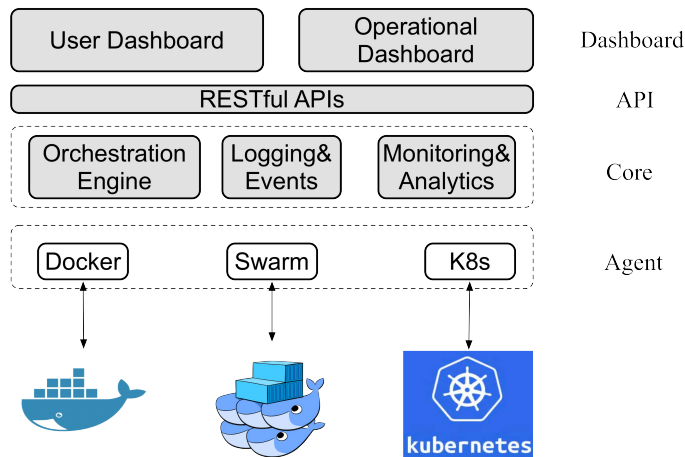 User Dashboard
Operational
Dashboard
Dashboard
RESTful APIs
API
Orchestration
Engine
Logging&
Events
Monitoring&
Analytics
Core
Docker
Swarm
K8s
Agent
kubernetes